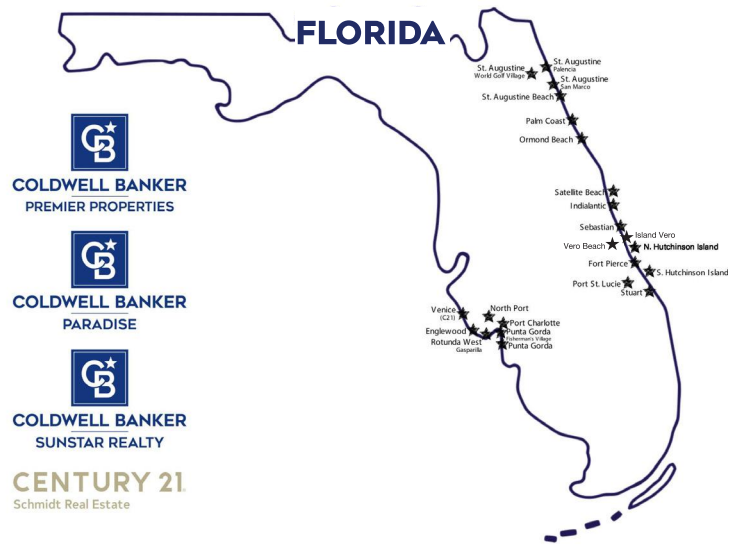 FLORIDA
St. Augustine
Palencia
St. Augustine
World Golf Village
St. Augustine
San Marco
St. Augustine Beach
Palm Coast
Ormond Beach
CB
COLDWELL BANKER
PREMIER PROPERTIES
Satellite Beach
Indialantic
Sebastian
Island Vero
Vero Beach
N. Hutchinson Island
CB
COLDWELL BANKER
PARADISE
Fort Pierce
S. Hutchinson Island
Port St. Lucie
Stuart
Venice
(C21)
North Port
Port Charlotte
Englewood
Punta Gorda
Fisherman's Village
Rotunda West
Gasparilla
Punta Gorda
CB
COLDWELL BANKER
SUNSTAR REALTY
CENTURY 21
Schmidt Real Estate